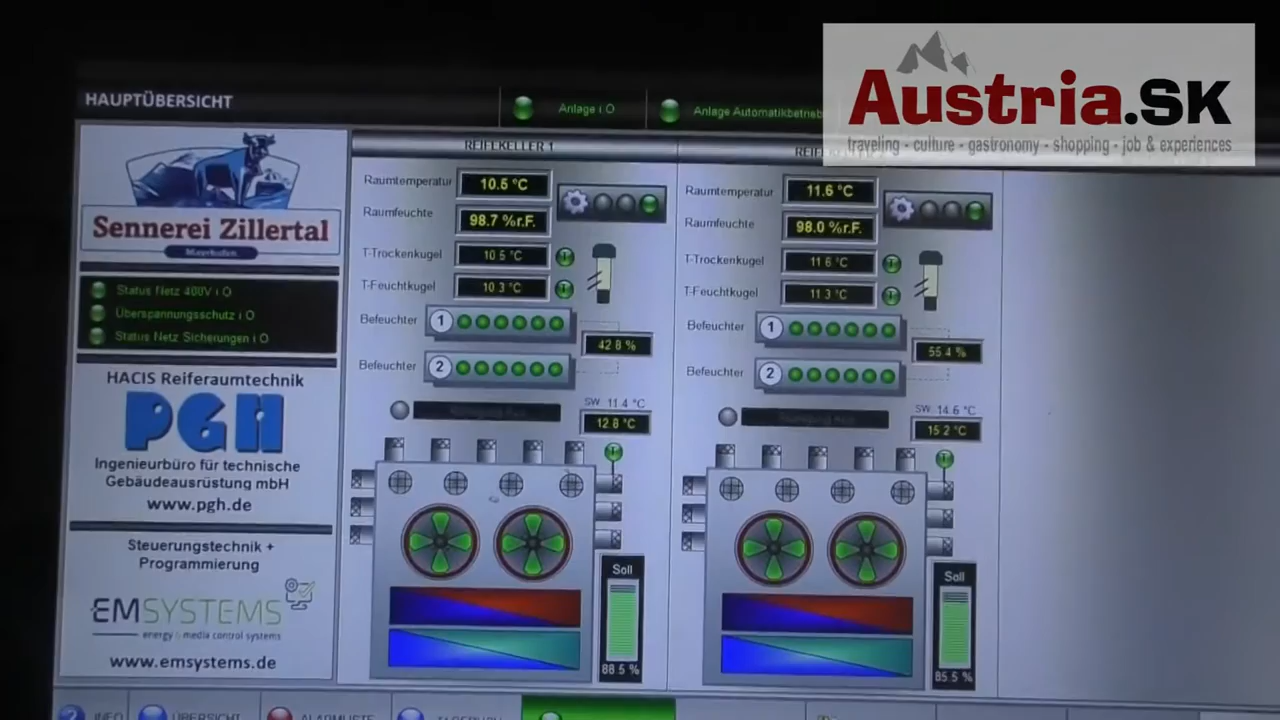 Austria.SK
traveling - culture - gastronomy - shopping - job & experiences
HAUPTÜBERSICHT
Anlage i O
Anlage Automatikbetrieb
Sennerei Zillertal
Mayrhofen
Status Netz 400V i O
Überspannungsschutz i O
Status Netz Sicherungen i O
HACIS Reiferaumtechnik
PGH
Ingenieurbüro für technische
Gebäudeausrüstung mbH
www.pgh.de
Steuerungstechnik +
Programmierung
EMSYSTEMS
energy & media control systems
www.emsystems.de
REIFEKELLER 1
Raumtemperatur 10.5 °C
Raumfeuchte 98.7 %r.F.
T-Trockenkugel 10.5 °C
T-Feuchtkugel 10.3 °C
Befeuchter 1
42.8 %
Befeuchter 2
SW: 11.4 °C
12.8 °C
Soll
88.5 %
Raumtemperatur 11.6 °C
Raumfeuchte 98.0 %r.F.
T-Trockenkugel 11.6 °C
T-Feuchtkugel 11.3 °C
Befeuchter 1
55.4 %
Befeuchter 2
SW: 14.6 °C
15.2 °C
Soll
85.5 %
INFO
ÜBERSICHT
ALARMLISTE